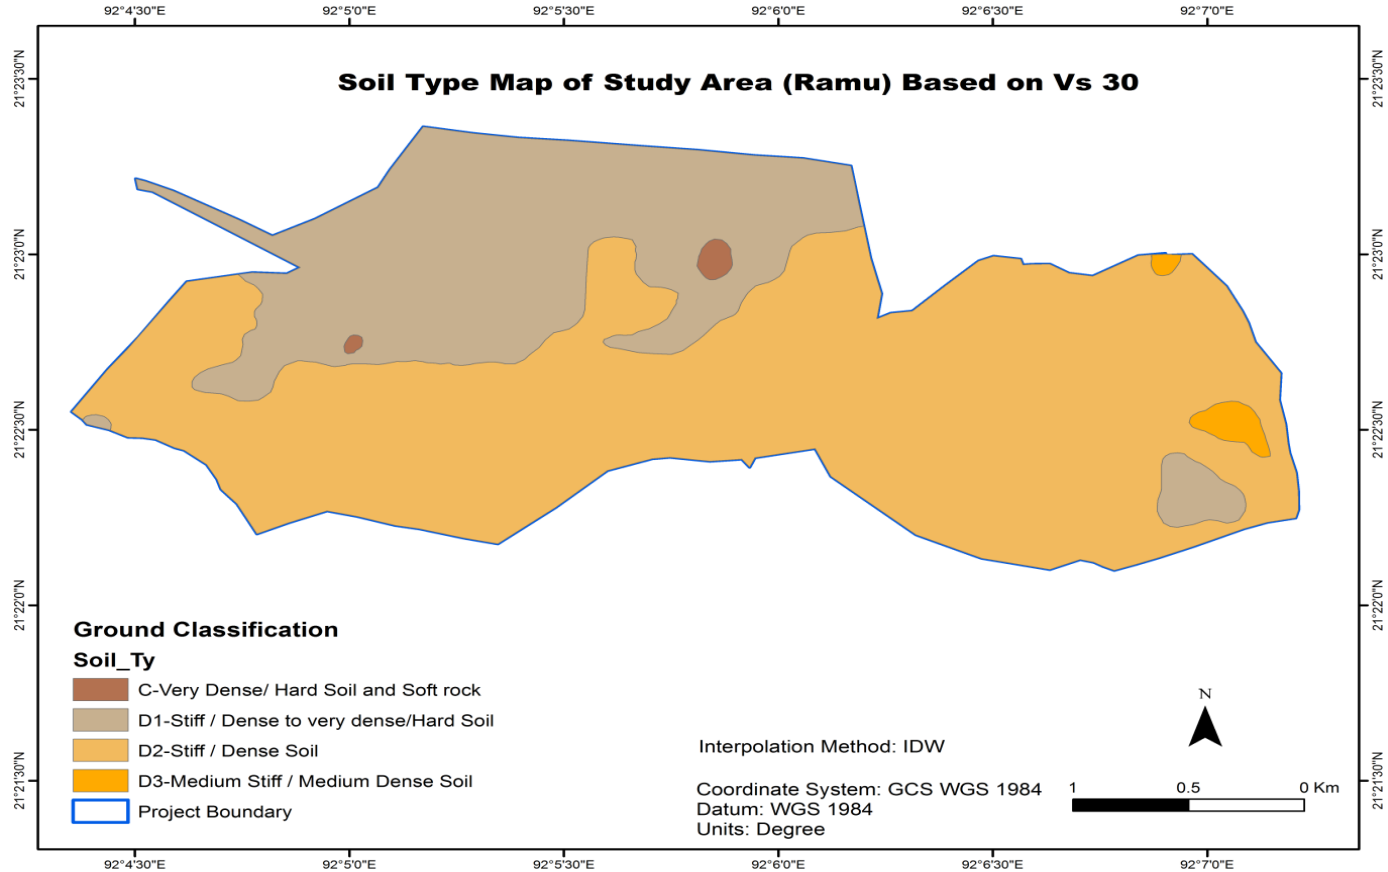 92°4'30"E 92°5'0"E 92°5'30"E 92°6'0"E 92°6'30"E 92°7'0"E
Soil Type Map of Study Area (Ramu) Based on Vs 30
21°23'30"N 21°23'30"N
21°23'0"N 21°23'0"N
21°22'30"N 21°22'30"N
21°22'0"N 21°22'0"N
21°21'30"N 21°21'30"N
Ground Classification
Soil_Ty
C-Very Dense/ Hard Soil and Soft rock
D1-Stiff / Dense to very dense/Hard Soil
D2-Stiff / Dense Soil
D3-Medium Stiff / Medium Dense Soil
Project Boundary
Interpolation Method: IDW
Coordinate System: GCS WGS 1984
Datum: WGS 1984
Units: Degree
N
1 0.5 0 Km
92°4'30"E 92°5'0"E 92°5'30"E 92°6'0"E 92°6'30"E 92°7'0"E